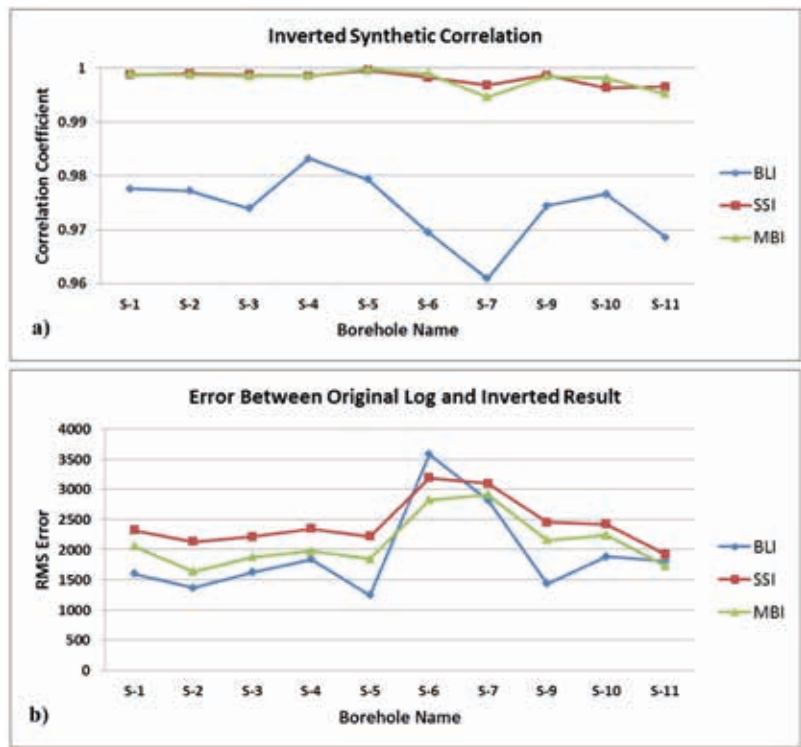 Inverted Synthetic Correlation
Correlation Coefficient
1
0.99
0.98
0.97
0.96
S-1 S-2 S-3 S-4 S-5 S-6 S-7 S-9 S-10 S-11
Borehole Name
BLI
SSI
MBI
a)
Error Between Original Log and Inverted Result
RMS Error
4000
3500
3000
2500
2000
1500
1000
500
0
S-1 S-2 S-3 S-4 S-5 S-6 S-7 S-9 S-10 S-11
Borehole Name
BLI
SSI
MBI
b)